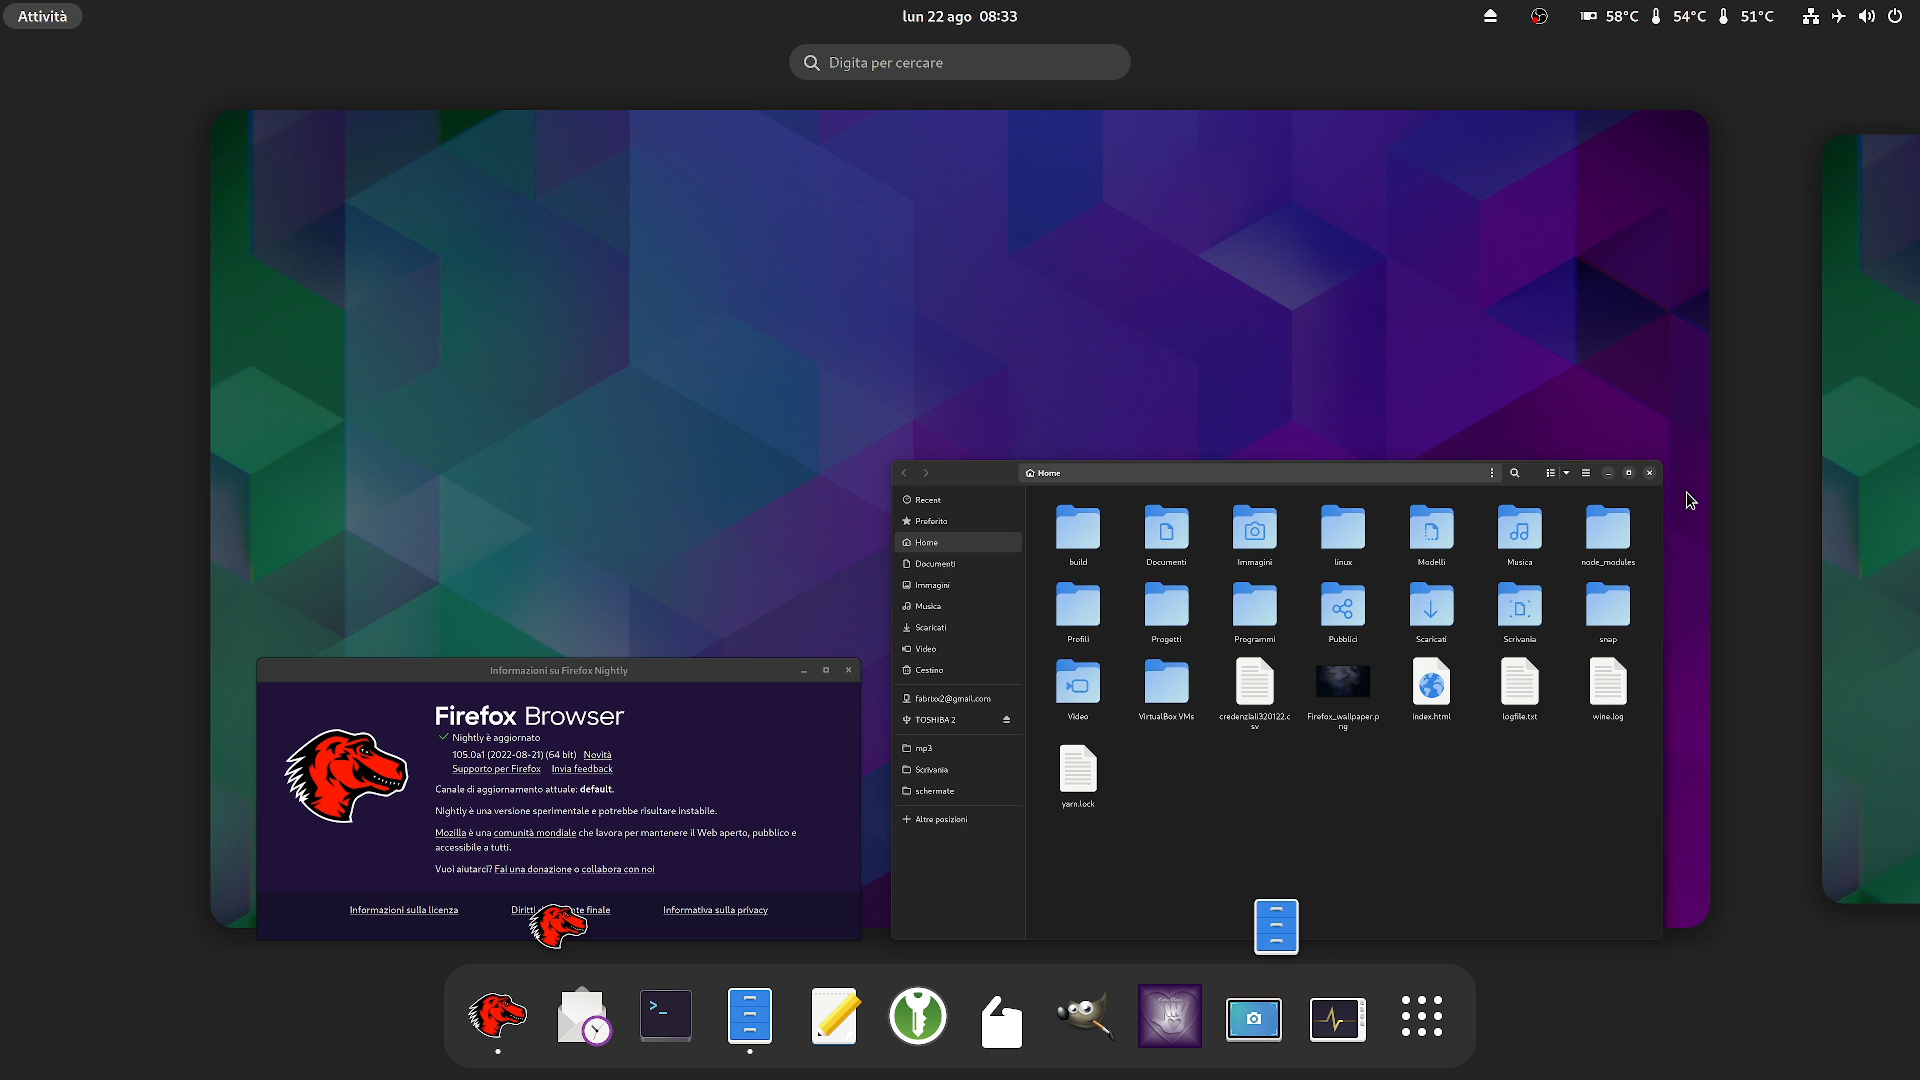 Attività
lun 22 ago 08:33
58°C 54°C 51°C
Digita per cercare
Home
Recent
Preferito
Home
Documenti
Immagini
Musica
Scaricati
Video
Cestino
fabrixx2@gmail.com
TOSHIBA 2
mp3
Scrivania
schermate
Altre posizioni
build Documenti Immagini linux Modelli Musica node_modules
Profili Progetti Programmi Pubblici Scaricati Scrivania snap
Video VirtualBox VMs credenziali320122.c Firefox_wallpaper.p index.html logfile.txt wine.log
sv ng
yarn.lock
Informazioni su Firefox Nightly
Firefox Browser
Nightly è aggiornato
105.0a1 (2022-08-21) (64 bit) Novità
Supporto per Firefox Invia feedback
Canale di aggiornamento attuale: default.
Nightly è una versione sperimentale e potrebbe risultare instabile.
Mozilla è una comunità mondiale che lavora per mantenere il Web aperto, pubblico e
accessibile a tutti.
Vuoi aiutarci? Fai una donazione o collabora con noi
Informazioni sulla licenza Diritti finale Informativa sulla privacy
>_